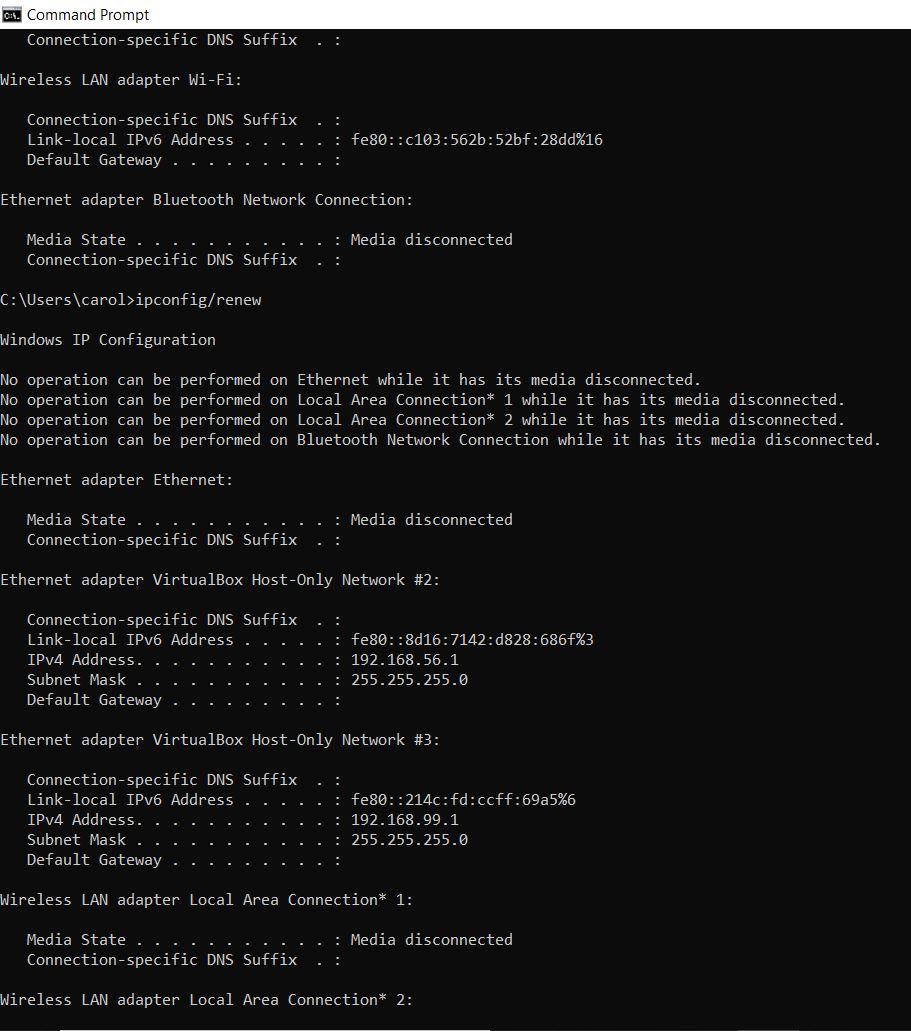 Command Prompt
Connection-specific DNS Suffix  . :
Wireless LAN adapter Wi-Fi:
Connection-specific DNS Suffix  . :
Link-local IPv6 Address . . . . . : fe80::c103:562b:52bf:28dd%16
Default Gateway . . . . . . . . . :
Ethernet adapter Bluetooth Network Connection:
Media State . . . . . . . . . . . : Media disconnected
Connection-specific DNS Suffix  . :
C:\Users\carol>ipconfig/renew
Windows IP Configuration
No operation can be performed on Ethernet while it has its media disconnected.
No operation can be performed on Local Area Connection* 1 while it has its media disconnected.
No operation can be performed on Local Area Connection* 2 while it has its media disconnected.
No operation can be performed on Bluetooth Network Connection while it has its media disconnected.
Ethernet adapter Ethernet:
Media State . . . . . . . . . . . : Media disconnected
Connection-specific DNS Suffix  . :
Ethernet adapter VirtualBox Host-Only Network #2:
Connection-specific DNS Suffix  . :
Link-local IPv6 Address . . . . . : fe80::8d16:7142:d828:686f%3
IPv4 Address. . . . . . . . . . . : 192.168.56.1
Subnet Mask . . . . . . . . . . . : 255.255.255.0
Default Gateway . . . . . . . . . :
Ethernet adapter VirtualBox Host-Only Network #3:
Connection-specific DNS Suffix  . :
Link-local IPv6 Address . . . . . : fe80::214c:fd:ccff:69a5%6
IPv4 Address. . . . . . . . . . . : 192.168.99.1
Subnet Mask . . . . . . . . . . . : 255.255.255.0
Default Gateway . . . . . . . . . :
Wireless LAN adapter Local Area Connection* 1:
Media State . . . . . . . . . . . : Media disconnected
Connection-specific DNS Suffix  . :
Wireless LAN adapter Local Area Connection* 2: